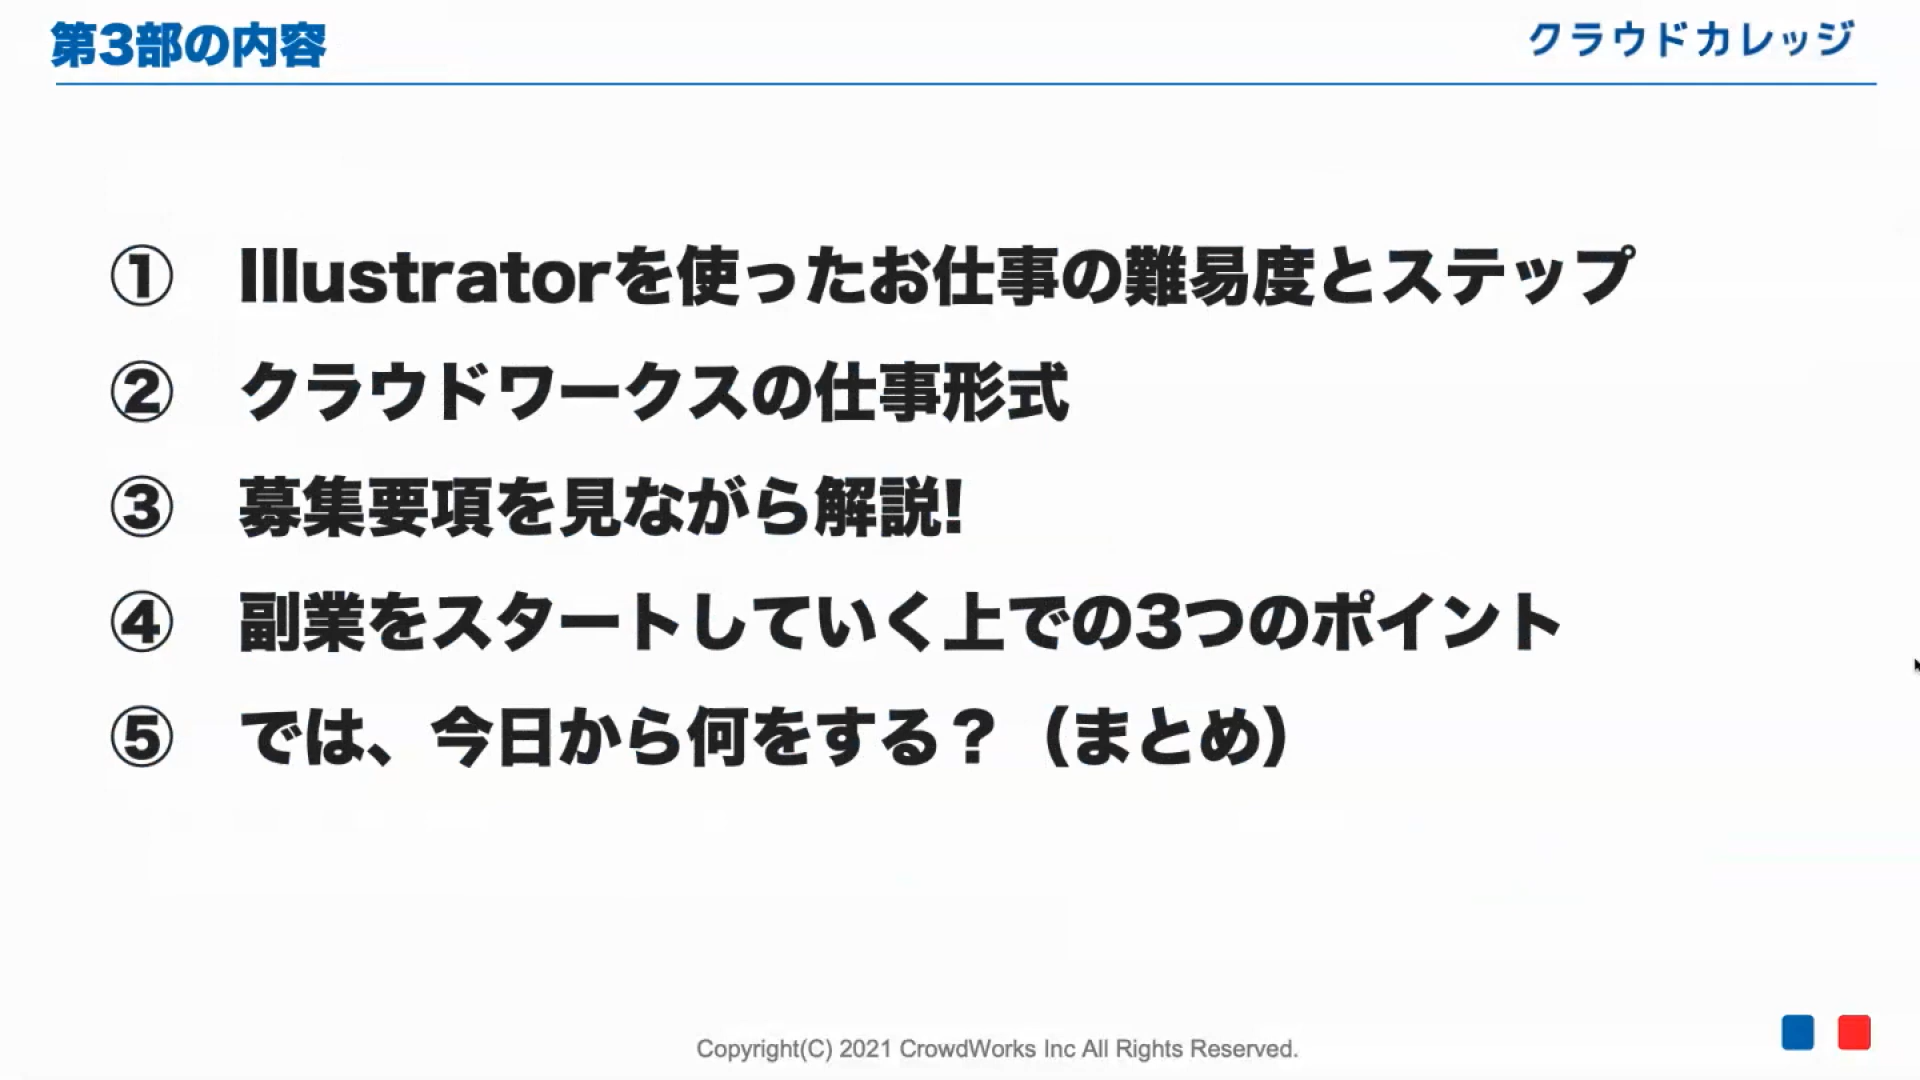 第3部の内容
クラウドカレッジ
① Illustratorを使ったお仕事の難易度とステップ
② クラウドワークスの仕事形式
③ 募集要項を見ながら解説!
④ 副業をスタートしていく上での3つのポイント
⑤ では、今日から何をする？（まとめ）
Copyright(C) 2021 CrowdWorks Inc All Rights Reserved.